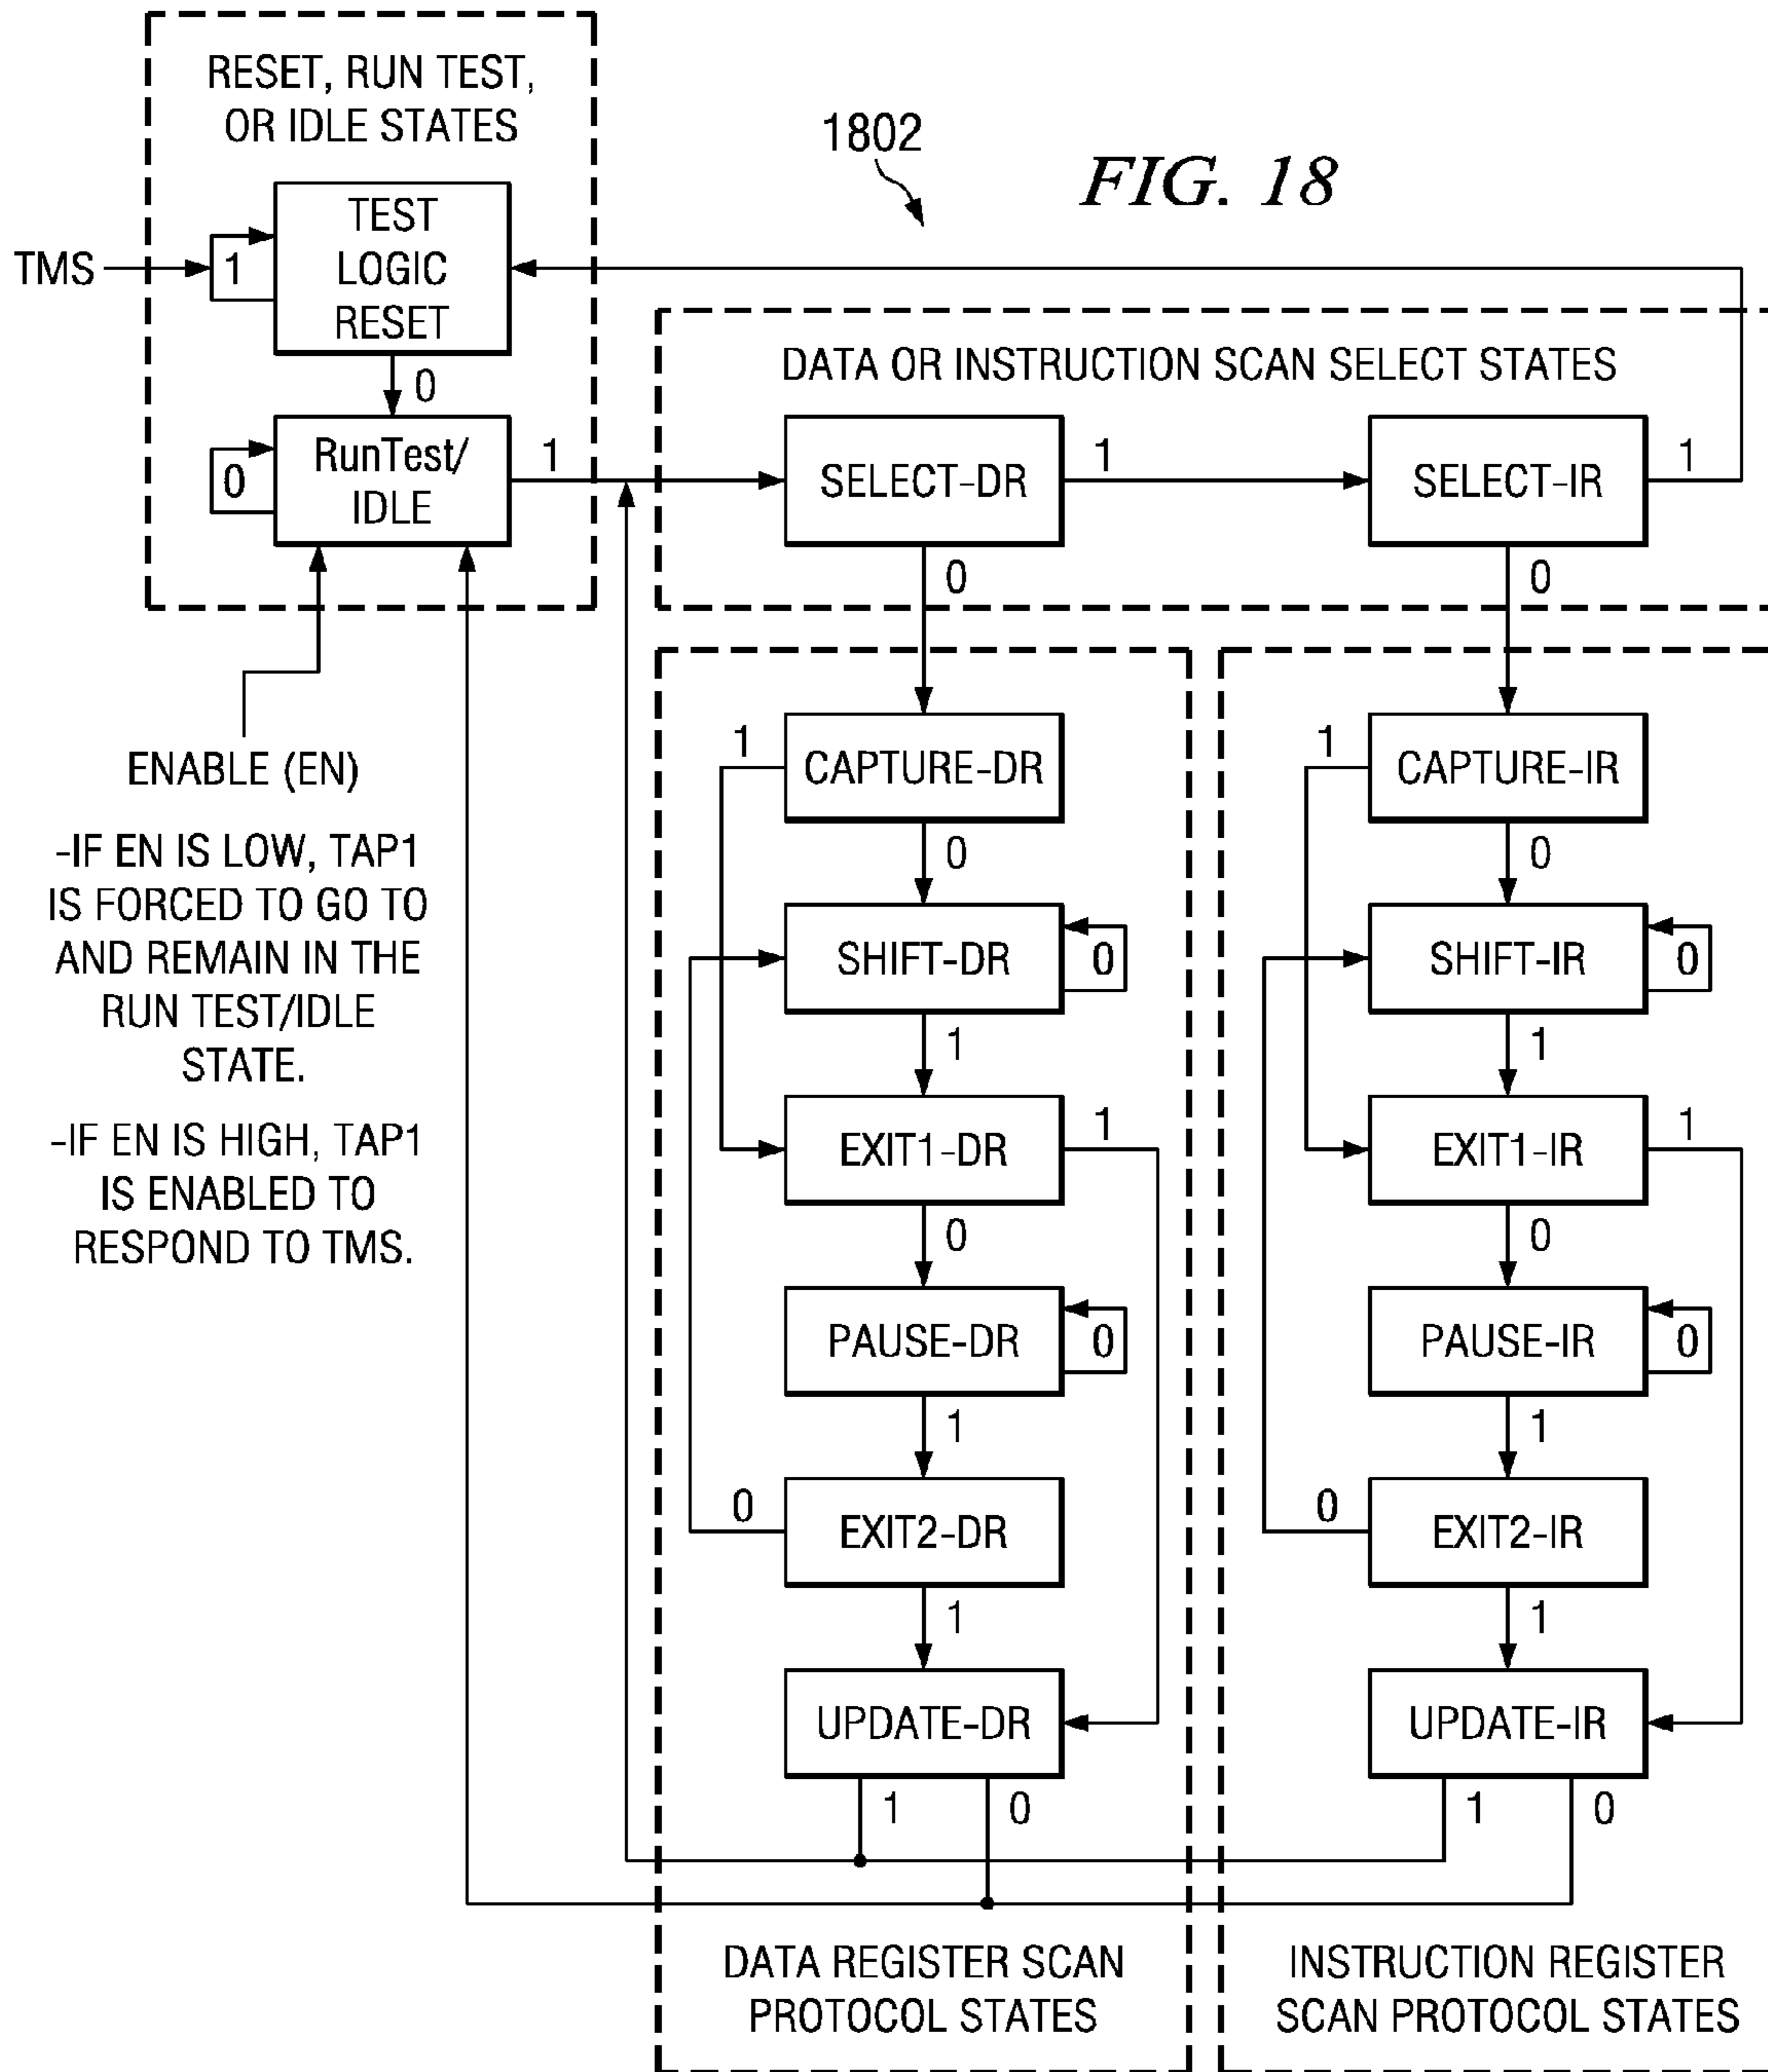 RESET, RUN TEST,
OR IDLE STATES
1802
FIG. 18
TEST
LOGIC
RESET
TMS
1
0
RunTest/
IDLE
0
1
DATA OR INSTRUCTION SCAN SELECT STATES
SELECT-DR
1
SELECT-IR
1
0
0
ENABLE (EN)
-IF EN IS LOW, TAP1
IS FORCED TO GO TO
AND REMAIN IN THE
RUN TEST/IDLE
STATE.
-IF EN IS HIGH, TAP1
IS ENABLED TO
RESPOND TO TMS.
1
CAPTURE-DR
0
SHIFT-DR
0
1
EXIT1-DR
1
0
PAUSE-DR
0
1
0
EXIT2-DR
1
UPDATE-DR
1
0
DATA REGISTER SCAN
PROTOCOL STATES
1
CAPTURE-IR
0
SHIFT-IR
0
1
EXIT1-IR
1
0
PAUSE-IR
0
1
0
EXIT2-IR
1
UPDATE-IR
1
0
INSTRUCTION REGISTER
SCAN PROTOCOL STATES